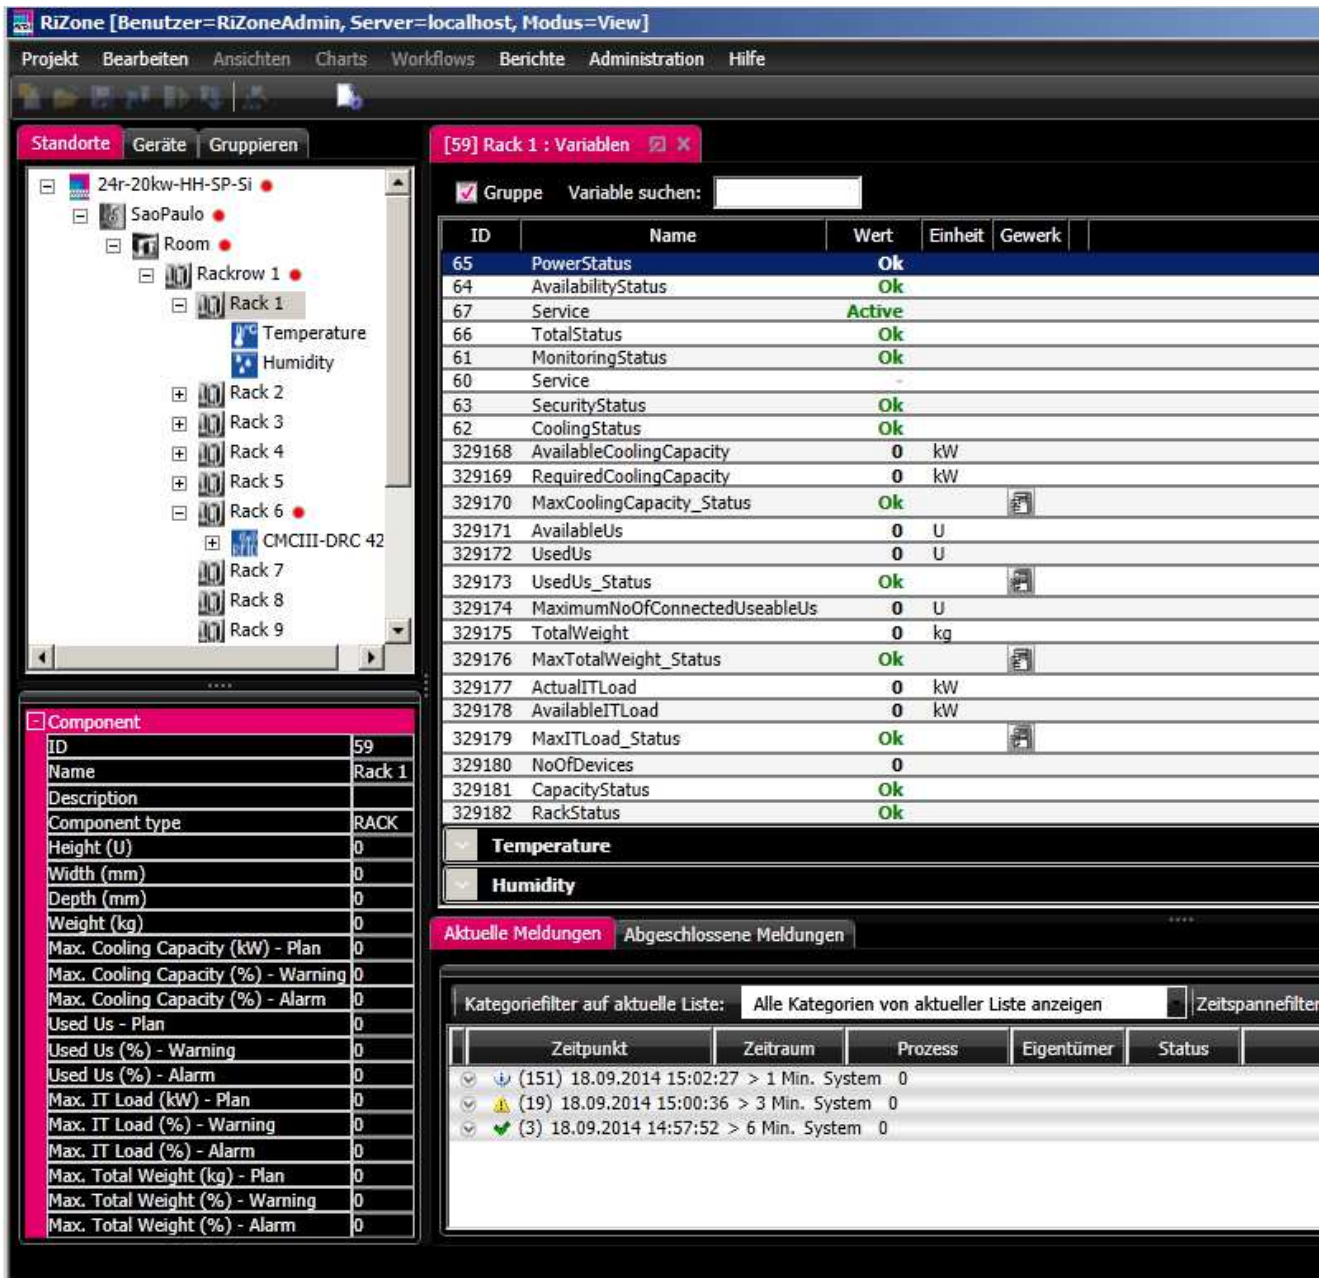 RiZone [Benutzer=RiZoneAdmin, Server=localhost, Modus=View]
Projekt Bearbeiten Ansichten Charts Workflows Berichte Administration Hilfe
Standorte Geräte Gruppieren
24r-20kw-HH-SP-Si
SaoPaulo
Room
Rackrow 1
Rack 1
Temperature
Humidity
Rack 2
Rack 3
Rack 4
Rack 5
Rack 6
CMCIII-DRC 42
Rack 7
Rack 8
Rack 9
Component
ID 59
Name Rack 1
Description
Component type RACK
Height (U) 0
Width (mm) 0
Depth (mm) 0
Weight (kg) 0
Max. Cooling Capacity (kW) - Plan 0
Max. Cooling Capacity (%) - Warning 0
Max. Cooling Capacity (%) - Alarm 0
Used Us - Plan 0
Used Us (%) - Warning 0
Used Us (%) - Alarm 0
Max. IT Load (kW) - Plan 0
Max. IT Load (%) - Warning 0
Max. IT Load (%) - Alarm 0
Max. Total Weight (kg) - Plan 0
Max. Total Weight (%) - Warning 0
Max. Total Weight (%) - Alarm 0
[59] Rack 1 : Variablen
Gruppe Variable suchen:
ID Name Wert Einheit Gewerk
65 PowerStatus Ok
64 AvailabilityStatus Ok
67 Service Active
66 TotalStatus Ok
61 MonitoringStatus Ok
60 Service -
63 SecurityStatus Ok
62 CoolingStatus Ok
329168 AvailableCoolingCapacity 0 kW
329169 RequiredCoolingCapacity 0 kW
329170 MaxCoolingCapacity_Status Ok
329171 AvailableUs 0 U
329172 UsedUs 0 U
329173 UsedUs_Status Ok
329174 MaximumNoOfConnectedUseableUs 0 U
329175 TotalWeight 0 kg
329176 MaxTotalWeight_Status Ok
329177 ActualITLoad 0 kW
329178 AvailableITLoad 0 kW
329179 MaxITLoad_Status Ok
329180 NoOfDevices 0
329181 CapacityStatus Ok
329182 RackStatus Ok
Temperature
Humidity
Aktuelle Meldungen Abgeschlossene Meldungen
Kategoriefilter auf aktuelle Liste: Alle Kategorien von aktueller Liste anzeigen Zeitspannefilter
Zeitpunkt Zeitraum Prozess Eigentümer Status
(151) 18.09.2014 15:02:27 > 1 Min. System 0
(19) 18.09.2014 15:00:36 > 3 Min. System 0
(3) 18.09.2014 14:57:52 > 6 Min. System 0